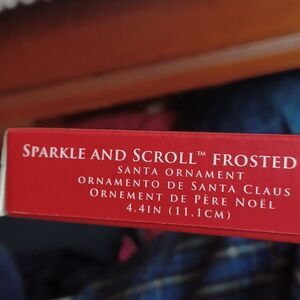 SPARKLE AND SCROLL™ FROSTED
SANTA ORNAMENT
ORNAMENTO DE SANTA CLAUS
ORNEMENT DE PÈRE NOËL
4.4IN (11.1CM)